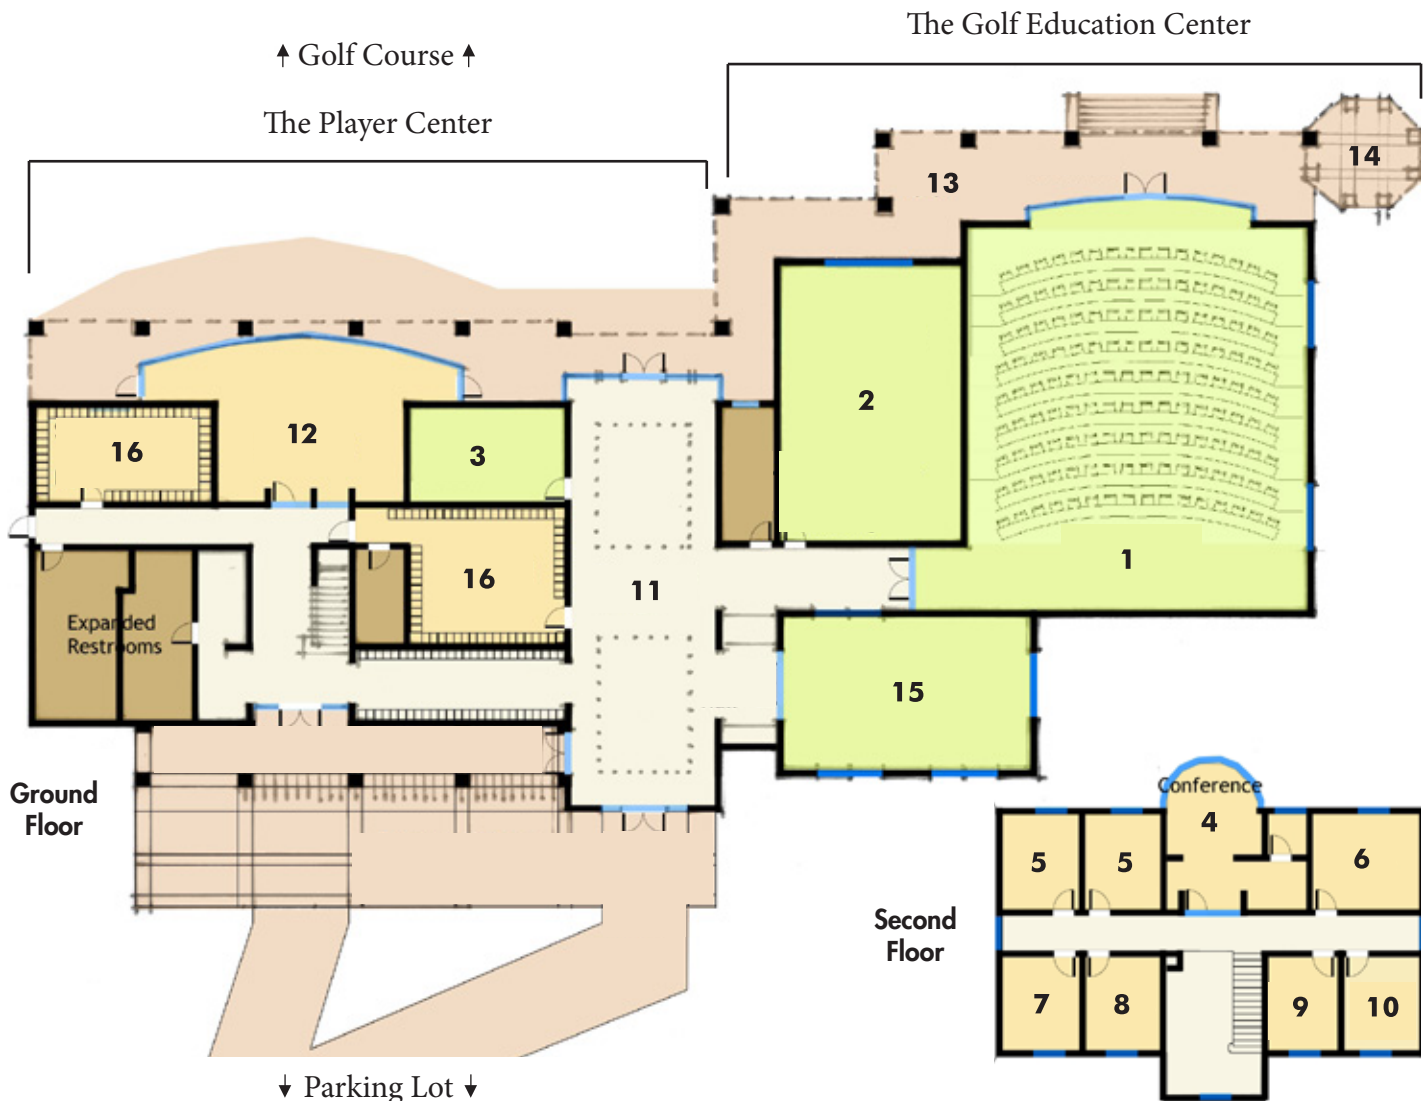 The Golf Education Center
↑ Golf Course ↑
The Player Center
14
13
2
12
3
16
16
11
1
Expanded
Restrooms
15
Ground
Floor
Conference
4
5
5
6
Second
Floor
7
8
9
10
↓ Parking Lot ↓